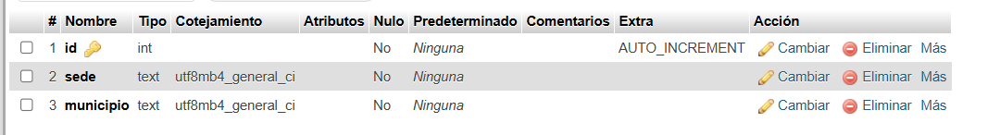 # Nombre Tipo Cotejamiento Atributos Nulo Predeterminado Comentarios Extra Acción
1 id int No Ninguna AUTO_INCREMENT Cambiar Eliminar Más
2 sede text utf8mb4_general_ci No Ninguna Cambiar Eliminar Más
3 municipio text utf8mb4_general_ci No Ninguna Cambiar Eliminar Más